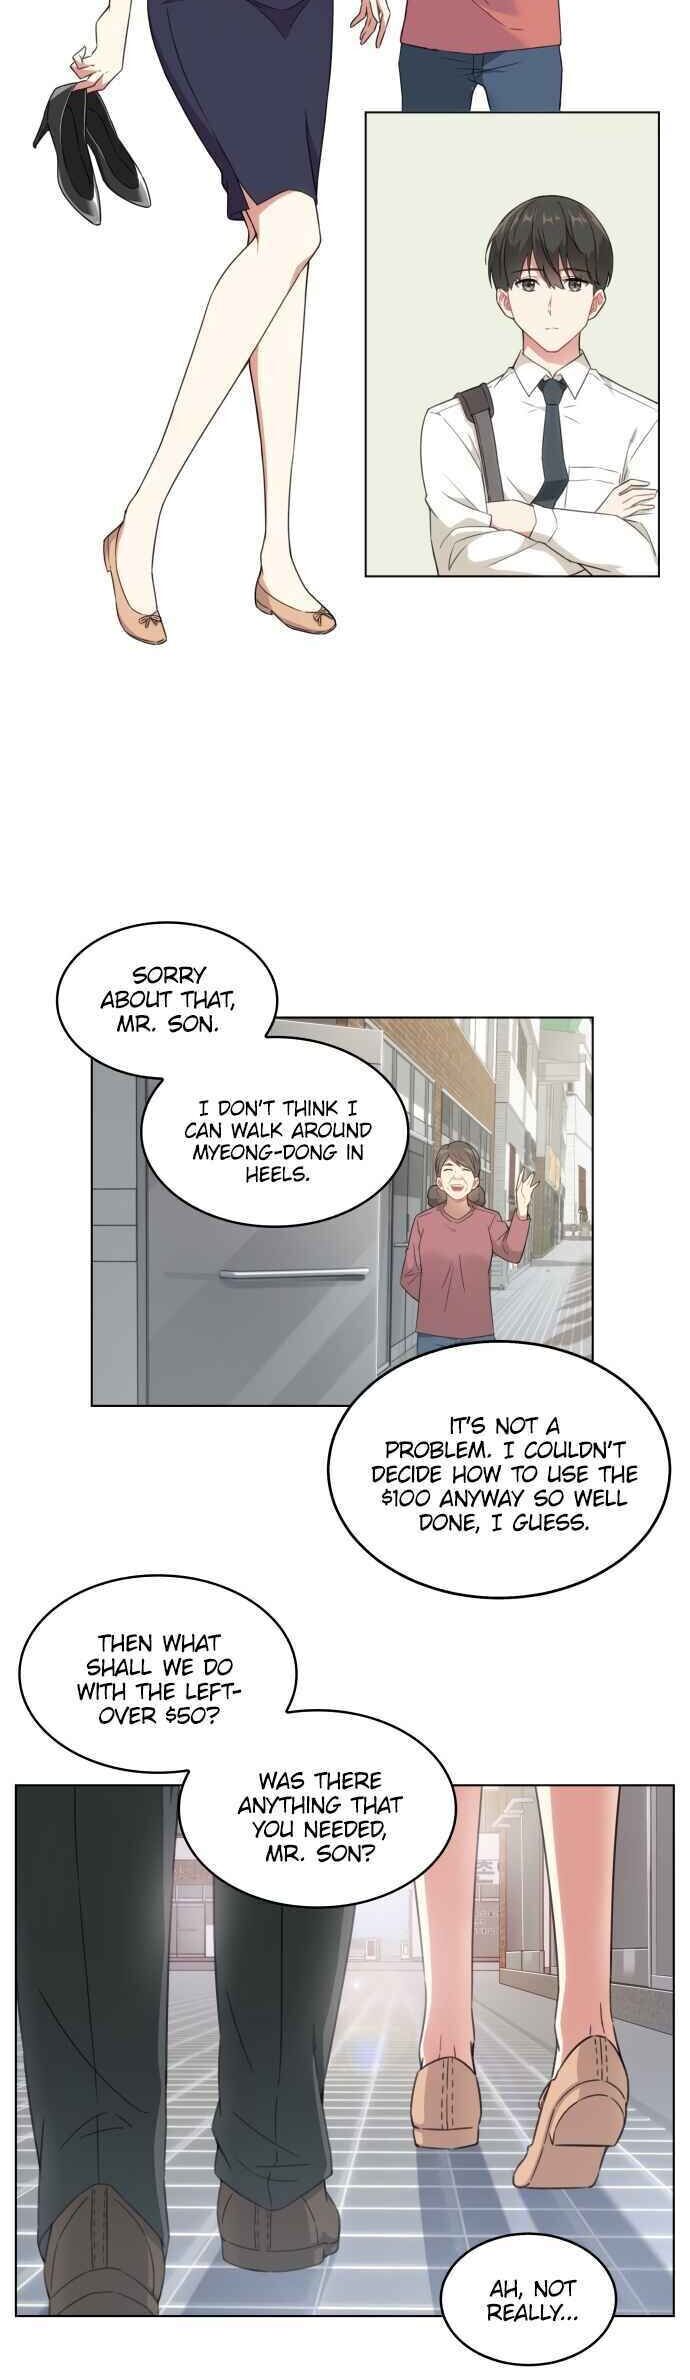 SORRY
ABOUT THAT,
MR. SON.
I DON'T THINK I
CAN WALK AROUND
MYEONG-DONG IN
HEELS.
IT'S NOT A
PROBLEM. I COULDN'T
DECIDE HOW TO USE THE
$100 ANYWAY SO WELL
DONE, I GUESS.
THEN WHAT
SHALL WE DO
WITH THE LEFT-
OVER $50?
WAS THERE
ANYTHING THAT
YOU NEEDED,
MR. SON?
AH, NOT
REALLY...